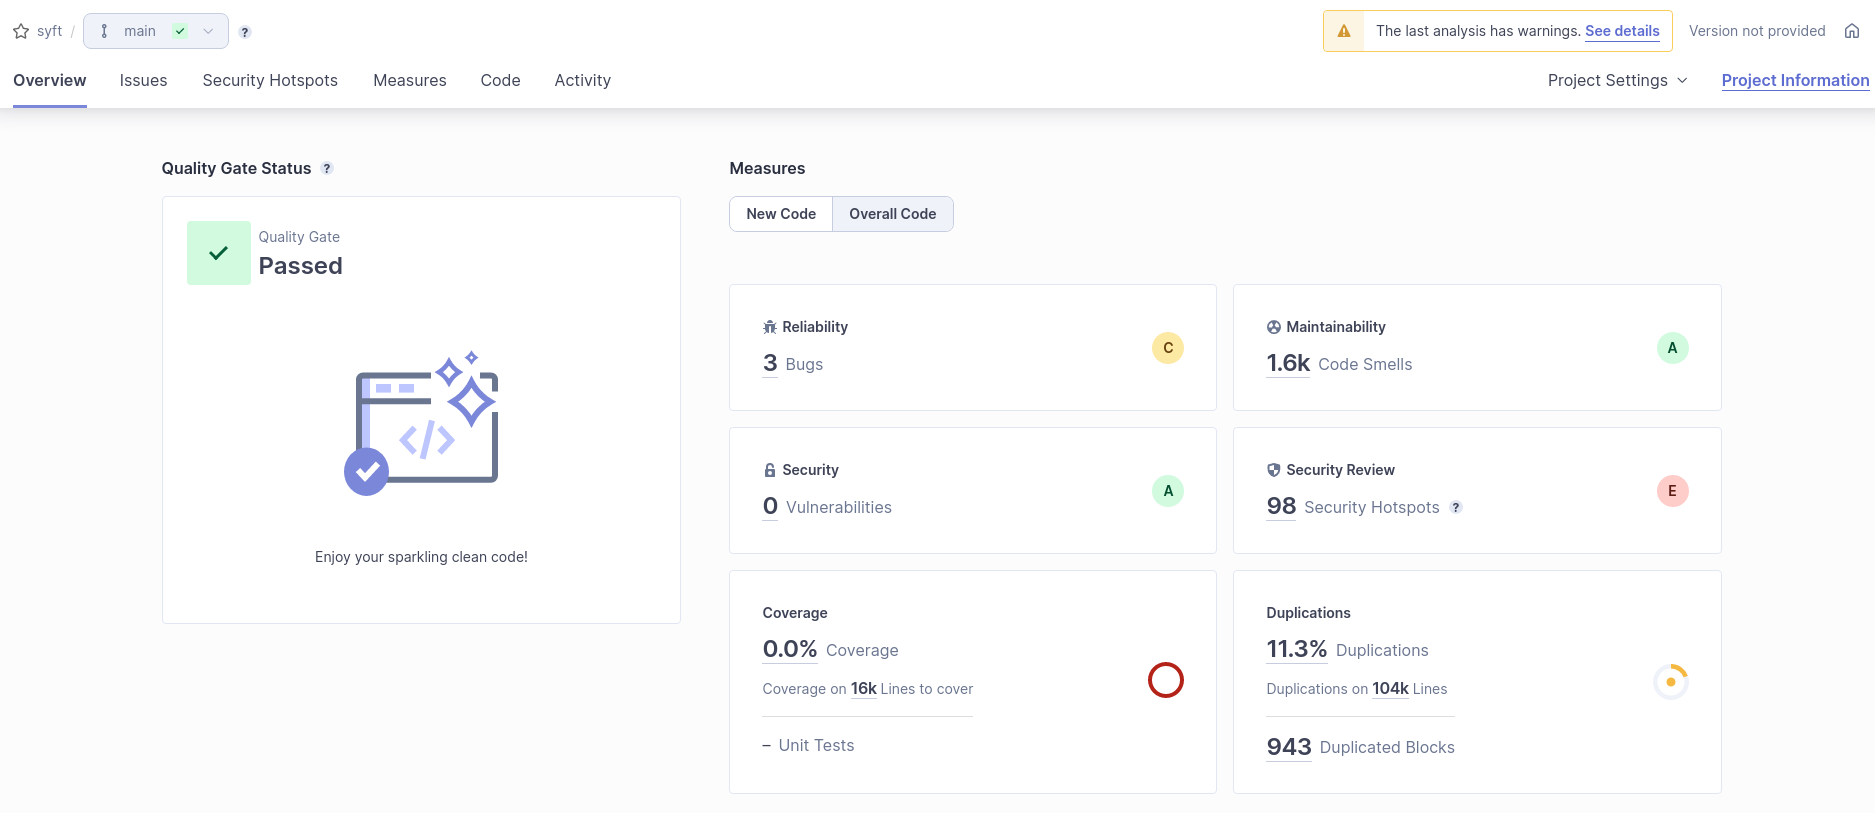 syft / main ?
The last analysis has warnings. See details
Version not provided
Overview Issues Security Hotspots Measures Code Activity
Project Settings Project Information
Quality Gate Status ?
Quality Gate
Passed
Enjoy your sparkling clean code!
Measures
New Code Overall Code
Reliability
3 Bugs
C
Maintainability
1.6k Code Smells
A
Security
0 Vulnerabilities
A
Security Review
98 Security Hotspots ?
E
Coverage
0.0% Coverage
Coverage on 16k Lines to cover
– Unit Tests
Duplications
11.3% Duplications
Duplications on 104k Lines
943 Duplicated Blocks